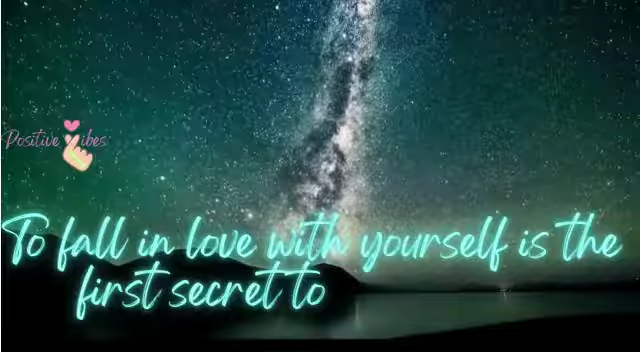 Positive Vibes
To fall in love with yourself is the
first secret to